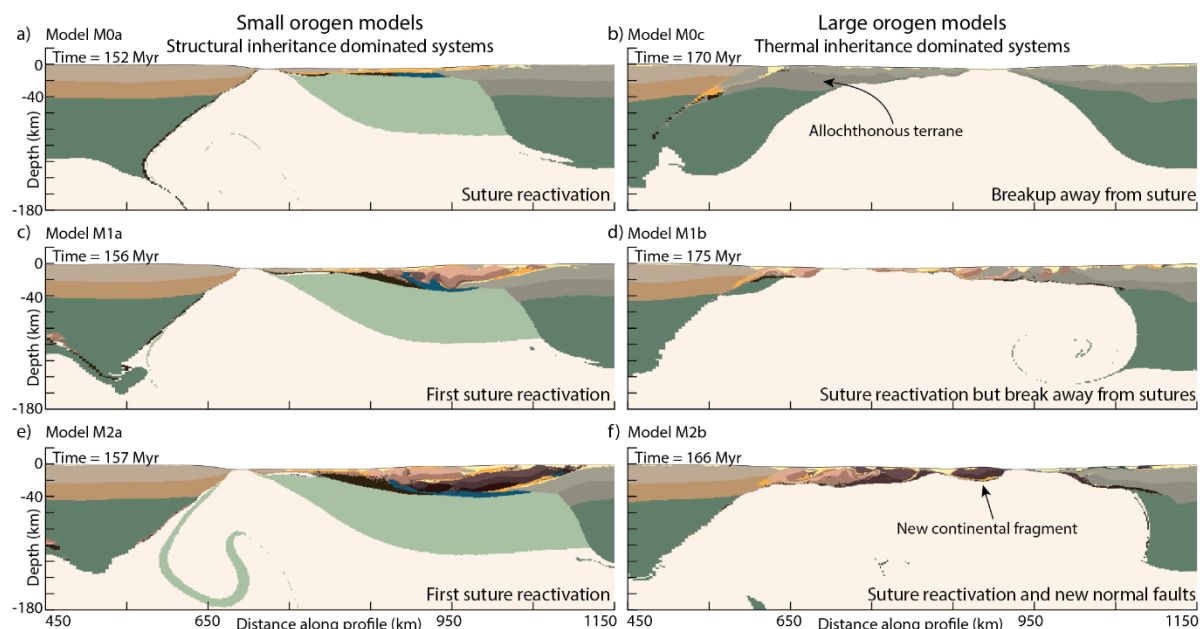 Small orogen models
Structural inheritance dominated systems
Large orogen models
Thermal inheritance dominated systems
a) Model M0a
Time = 152 Myr
0
-40
Depth (km)
-180
Suture reactivation
b) Model M0c
Time = 170 Myr
Allochthonous terrane
Breakup away from suture
c) Model M1a
Time = 156 Myr
0
-40
Depth (km)
-180
First suture reactivation
d) Model M1b
Time = 175 Myr
Suture reactivation but break away from sutures
e) Model M2a
Time = 157 Myr
0
-40
Depth (km)
-180
First suture reactivation
450 650 950 1150
Distance along profile (km)
f) Model M2b
Time = 166 Myr
New continental fragment
Suture reactivation and new normal faults
450 650 950 1150
Distance along profile (km)